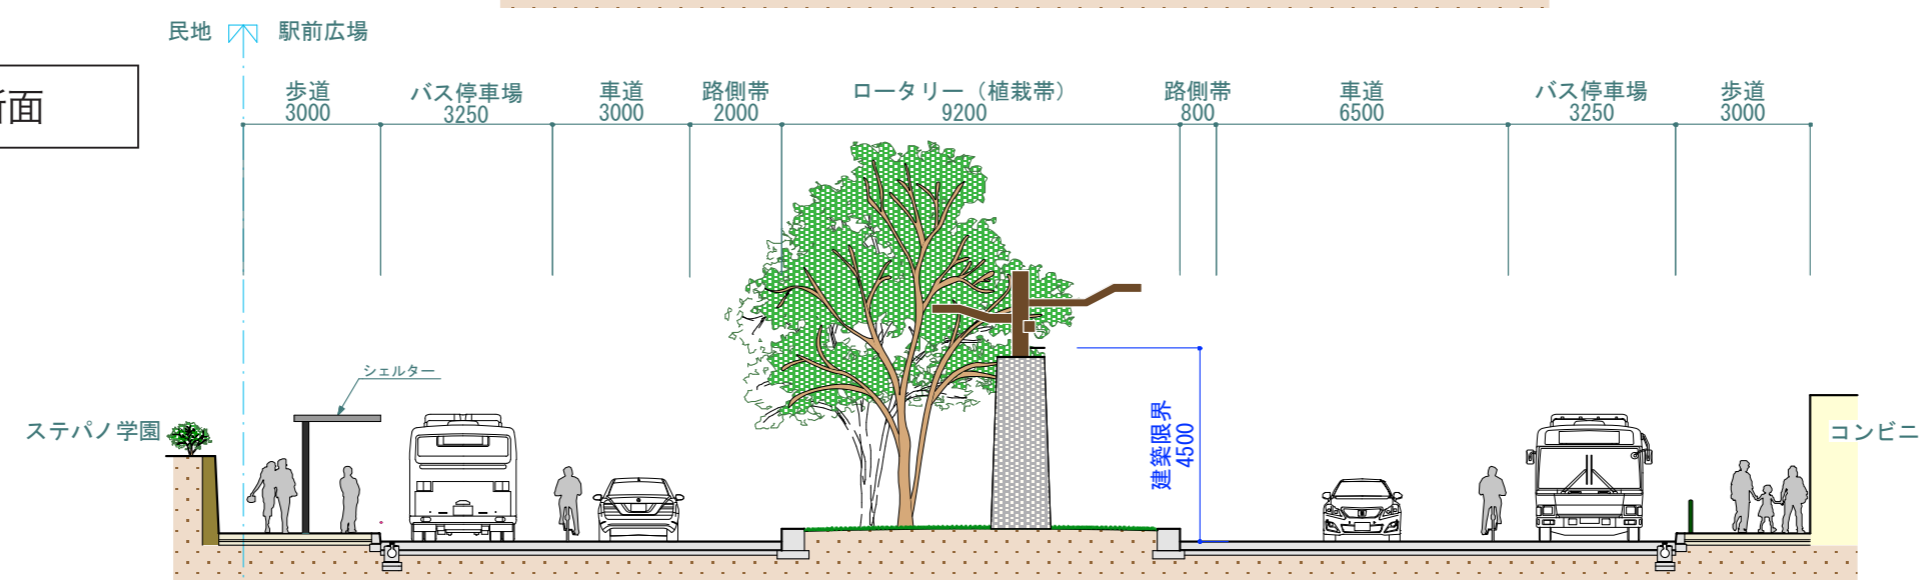 民地 駅前広場
断面
歩道 バス停車場 車道 路側帯 ロータリー（植栽帯） 路側帯 車道 バス停車場 歩道
3000 3250 3000 2000 9200 800 6500 3250 3000
シェルター
ステパノ学園
建築限界
4500
コンビニ